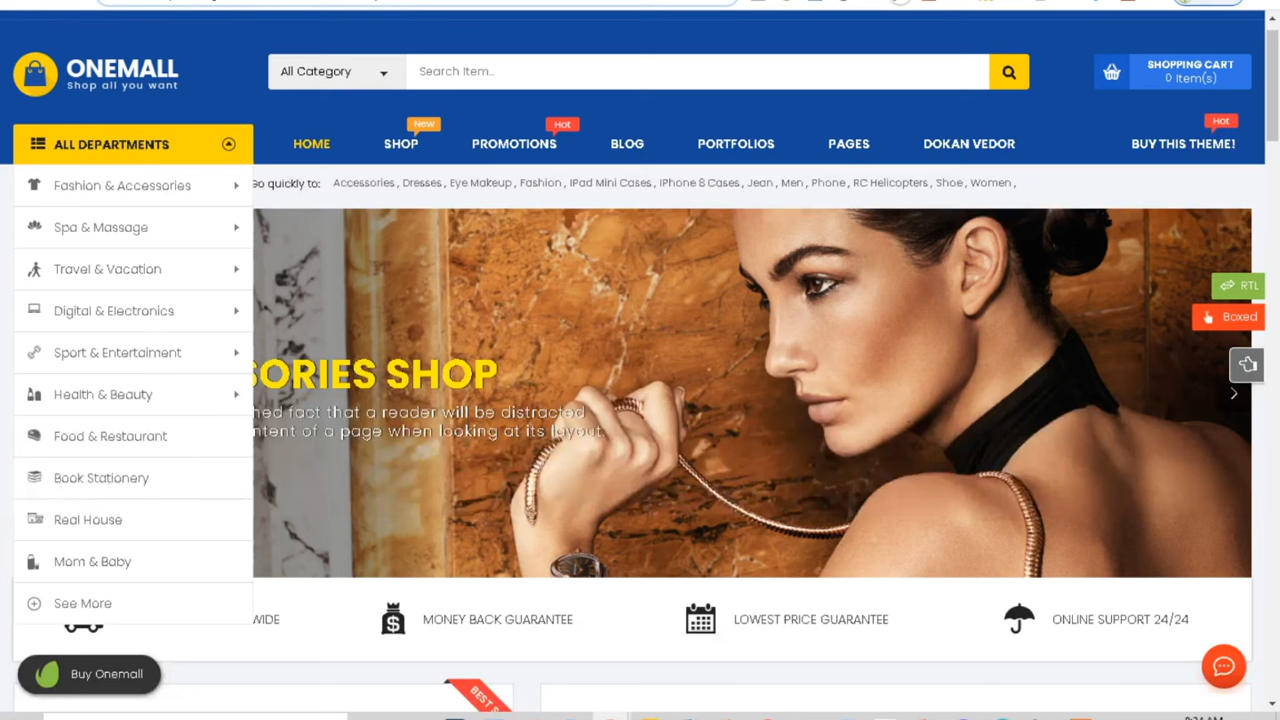 ONEMALL
Shop all you want
All Category
Search Item...
SHOPPING CART
0 Item(s)
ALL DEPARTMENTS
New
Hot
Hot
HOME
SHOP
PROMOTIONS
BLOG
PORTFOLIOS
PAGES
DOKAN VEDOR
BUY THIS THEME!
Go quickly to: Accessories , Dresses , Eye Makeup , Fashion , IPad Mini Cases , IPhone 8 Cases , Jean , Men , Phone , RC Helicopters , Shoe , Women ,
Fashion & Accessories
Spa & Massage
Travel & Vacation
Digital & Electronics
Sport & Entertaiment
Health & Beauty
Food & Restaurant
Book Stationery
Real House
Mom & Baby
See More
SORIES SHOP
hed fact that a reader will be distracted
ntent of a page when looking at its layout.
RTL
Boxed
WIDE
MONEY BACK GUARANTEE
LOWEST PRICE GUARANTEE
ONLINE SUPPORT 24/24
Buy Onemall
BEST S